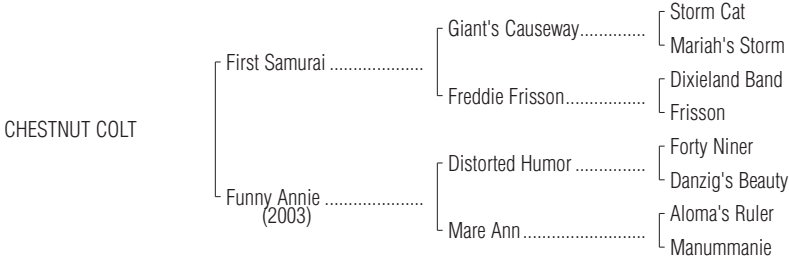 Storm Cat
Giant's Causeway..............
Mariah's Storm
First Samurai ....................
Dixieland Band
Freddie Frisson.................
Frisson
CHESTNUT COLT
Forty Niner
Distorted Humor ...............
Danzig's Beauty
Funny Annie .....................
(2003)
Aloma's Ruler
Mare Ann..........................
Manummanie